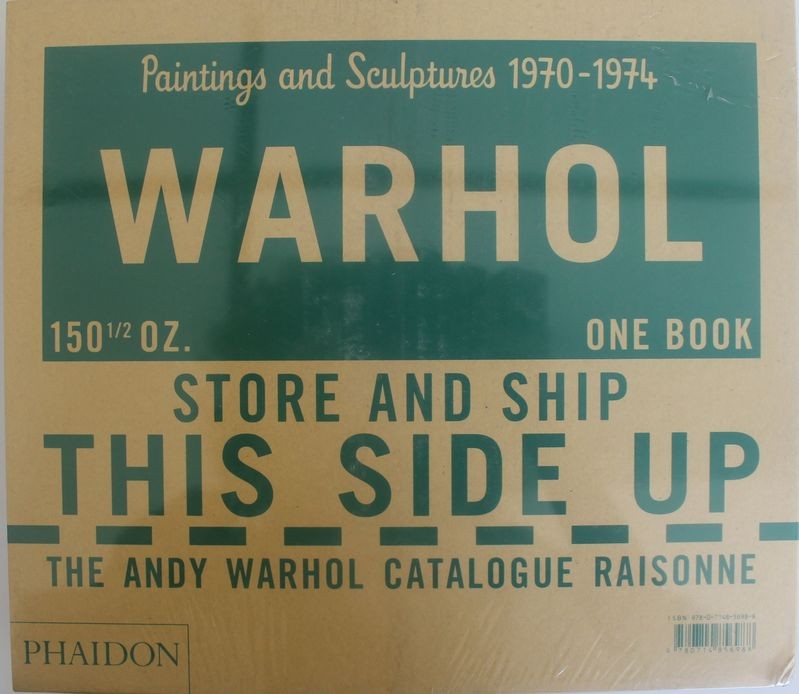 Paintings and Sculptures 1970-1974
WARHOL
150 1/2 OZ.
ONE BOOK
STORE AND SHIP
THIS SIDE UP
THE ANDY WARHOL CATALOGUE RAISONNE
PHAIDON
ISBN